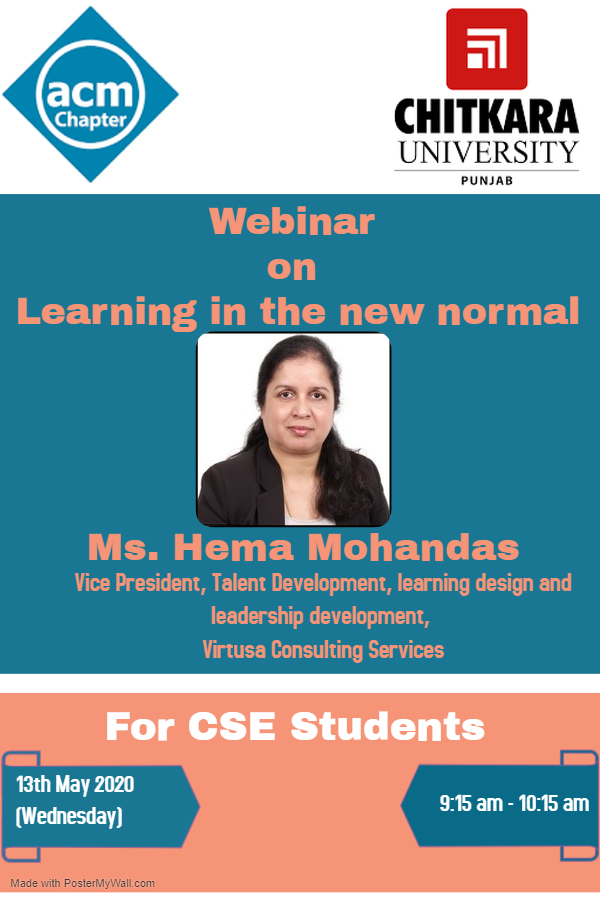 acm
Chapter
CHITKARA
UNIVERSITY
PUNJAB
Webinar
on
Learning in the new normal
Ms. Hema Mohandas
Vice President, Talent Development, learning design and
leadership development,
Virtusa Consulting Services
For CSE Students
13th May 2020
(Wednesday)
9:15 am - 10:15 am
Made with PosterMyWall.com